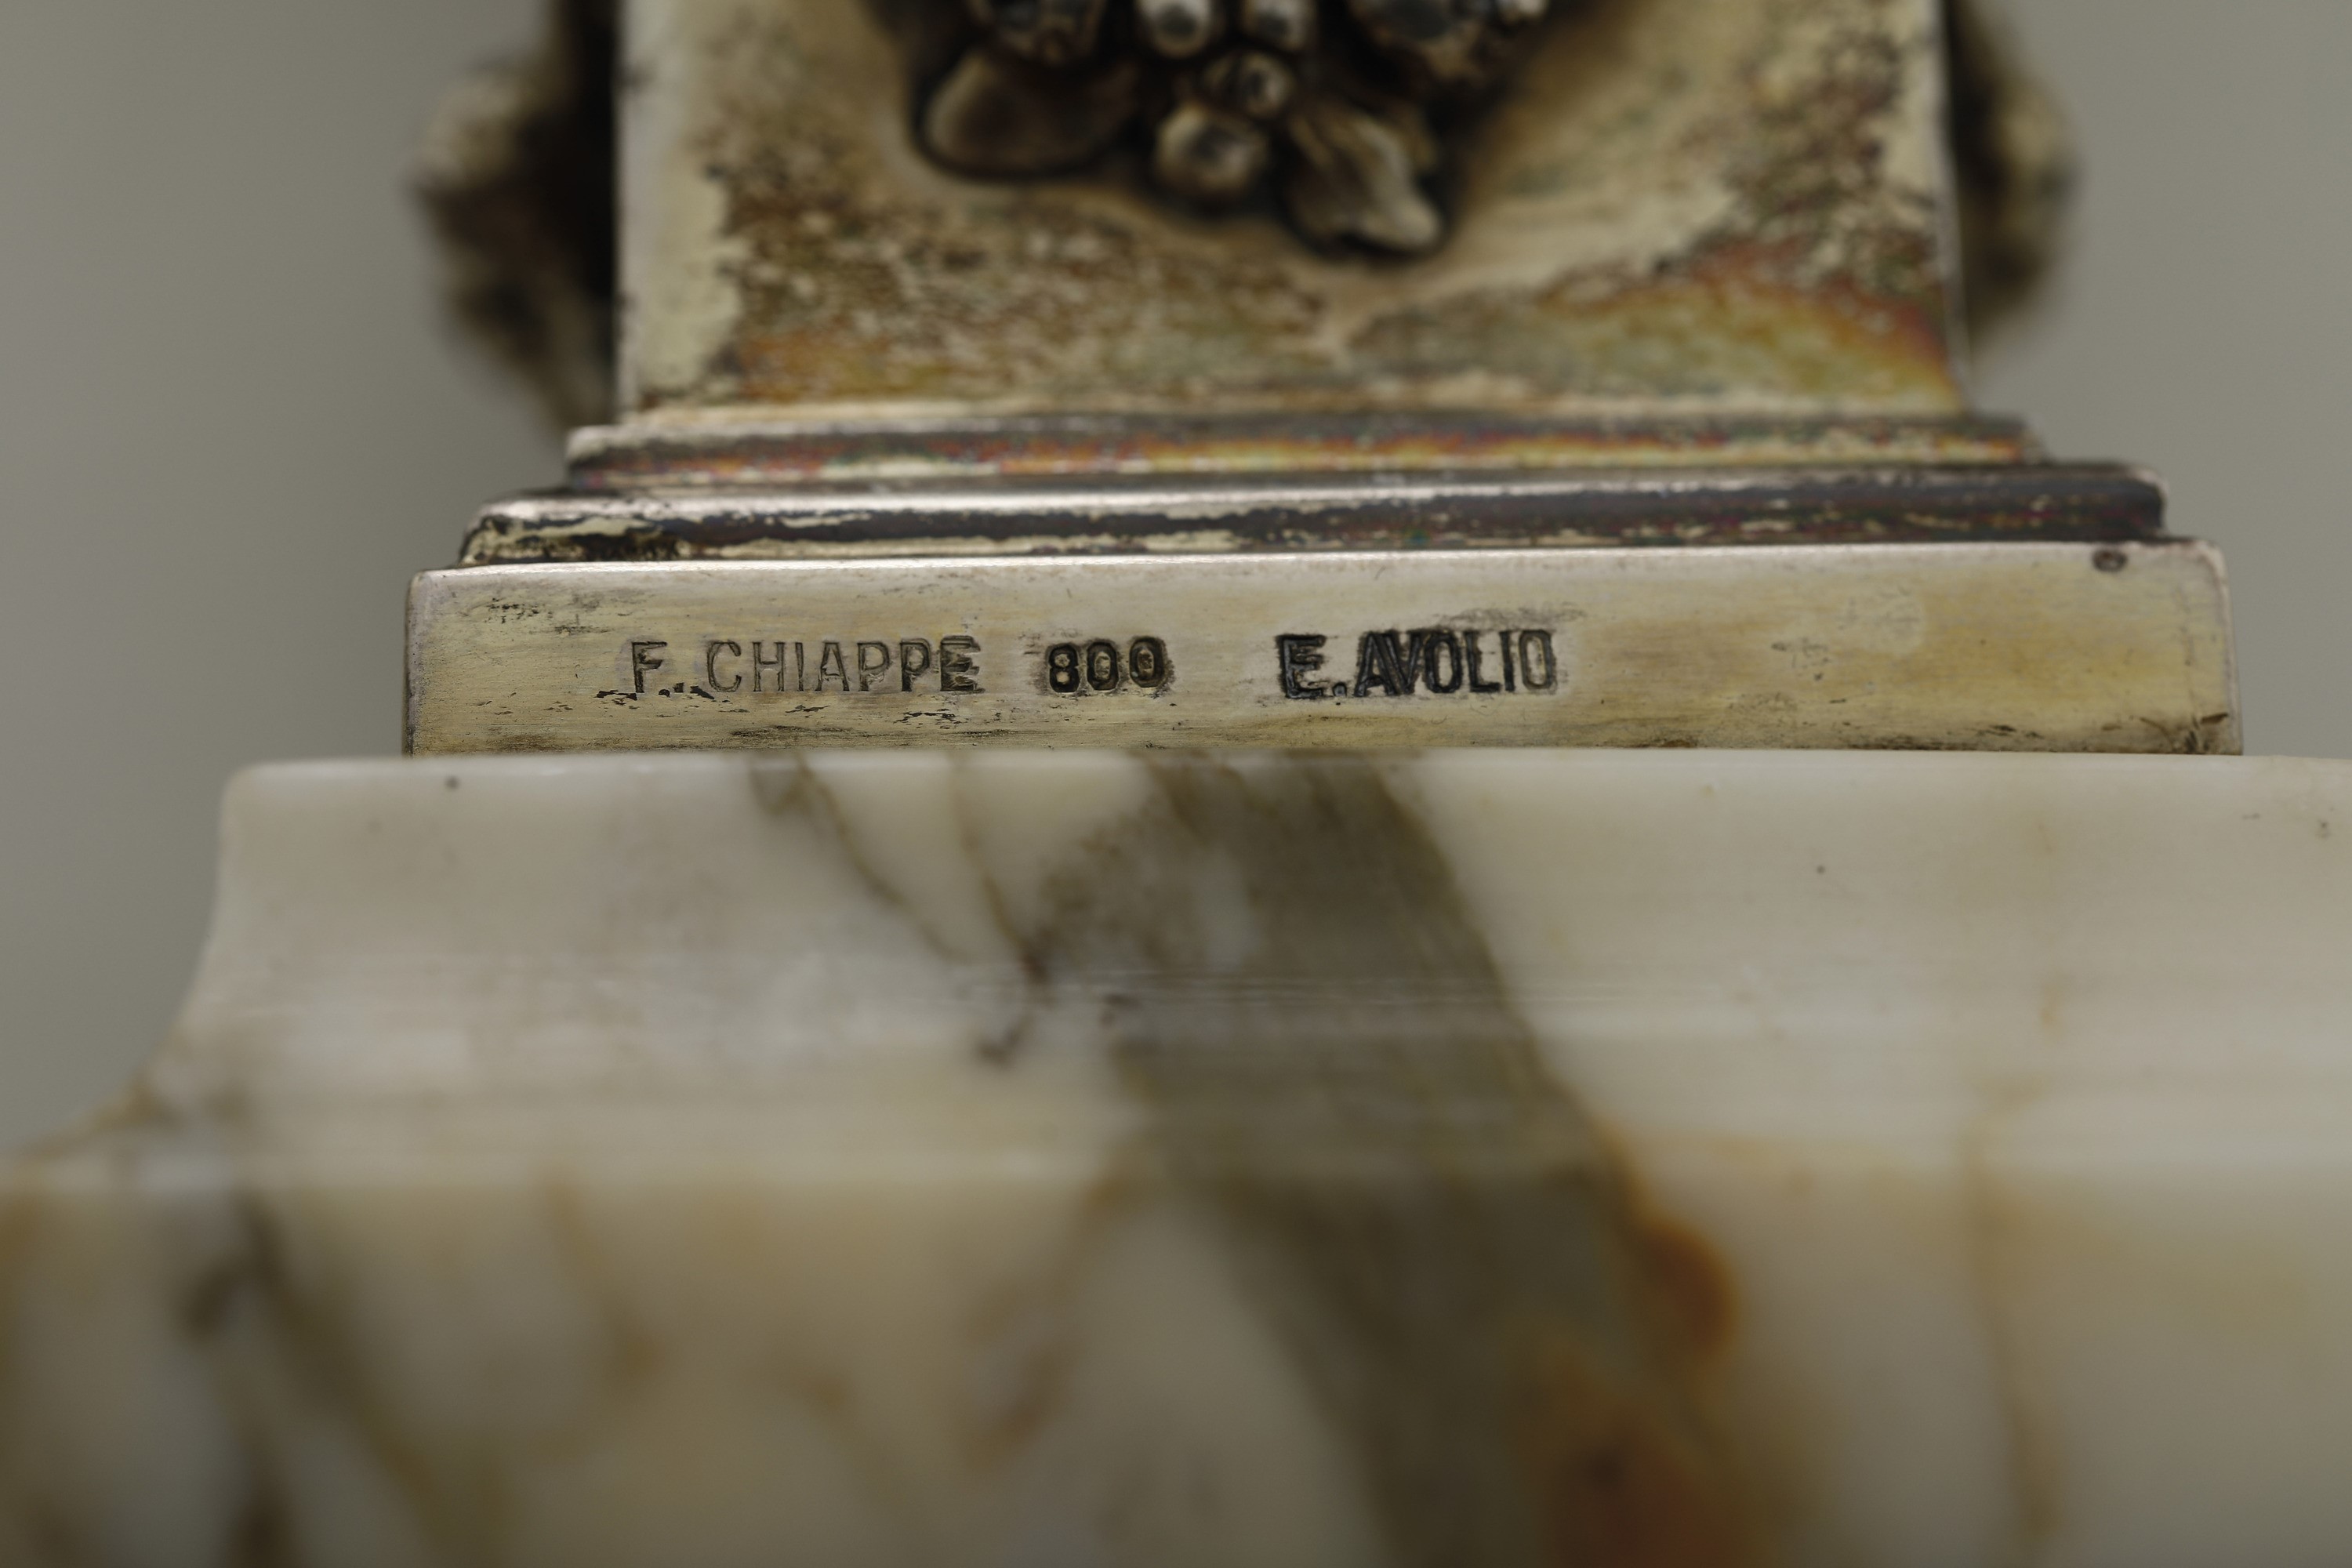 F. CHIAPPE 800 E. AVOLIO